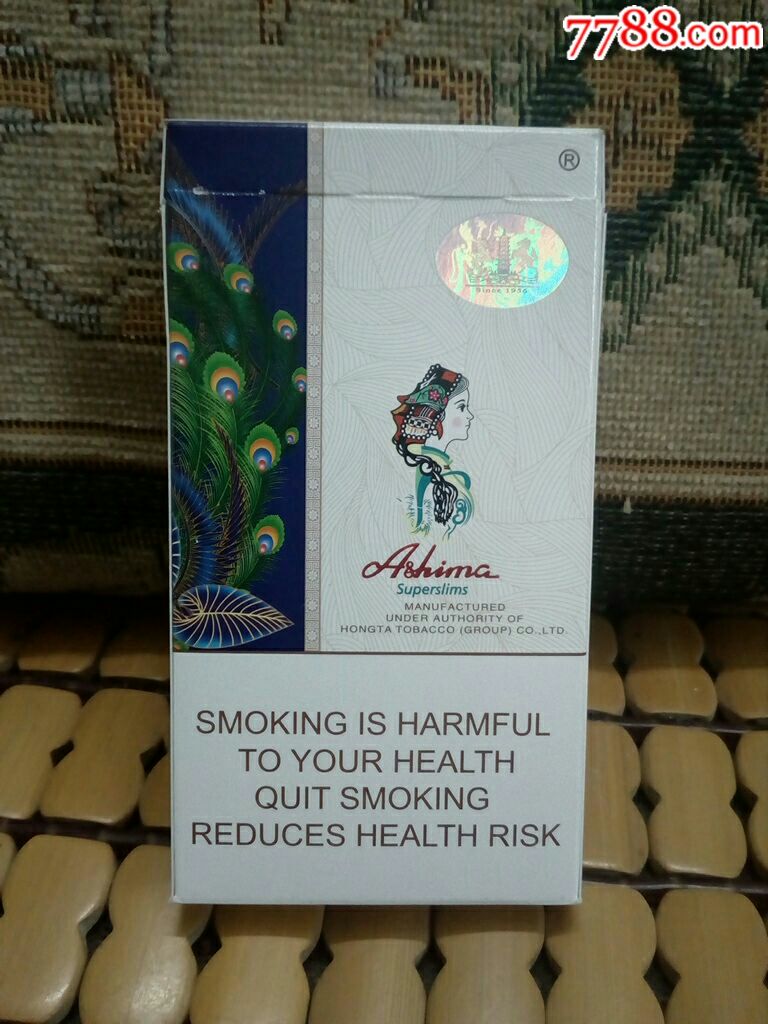 7788.com
®
Since 1956
Ashima
Superslims
MANUFACTURED
UNDER AUTHORITY OF
HONGTA TOBACCO (GROUP) CO.,LTD
SMOKING IS HARMFUL
TO YOUR HEALTH
QUIT SMOKING
REDUCES HEALTH RISK